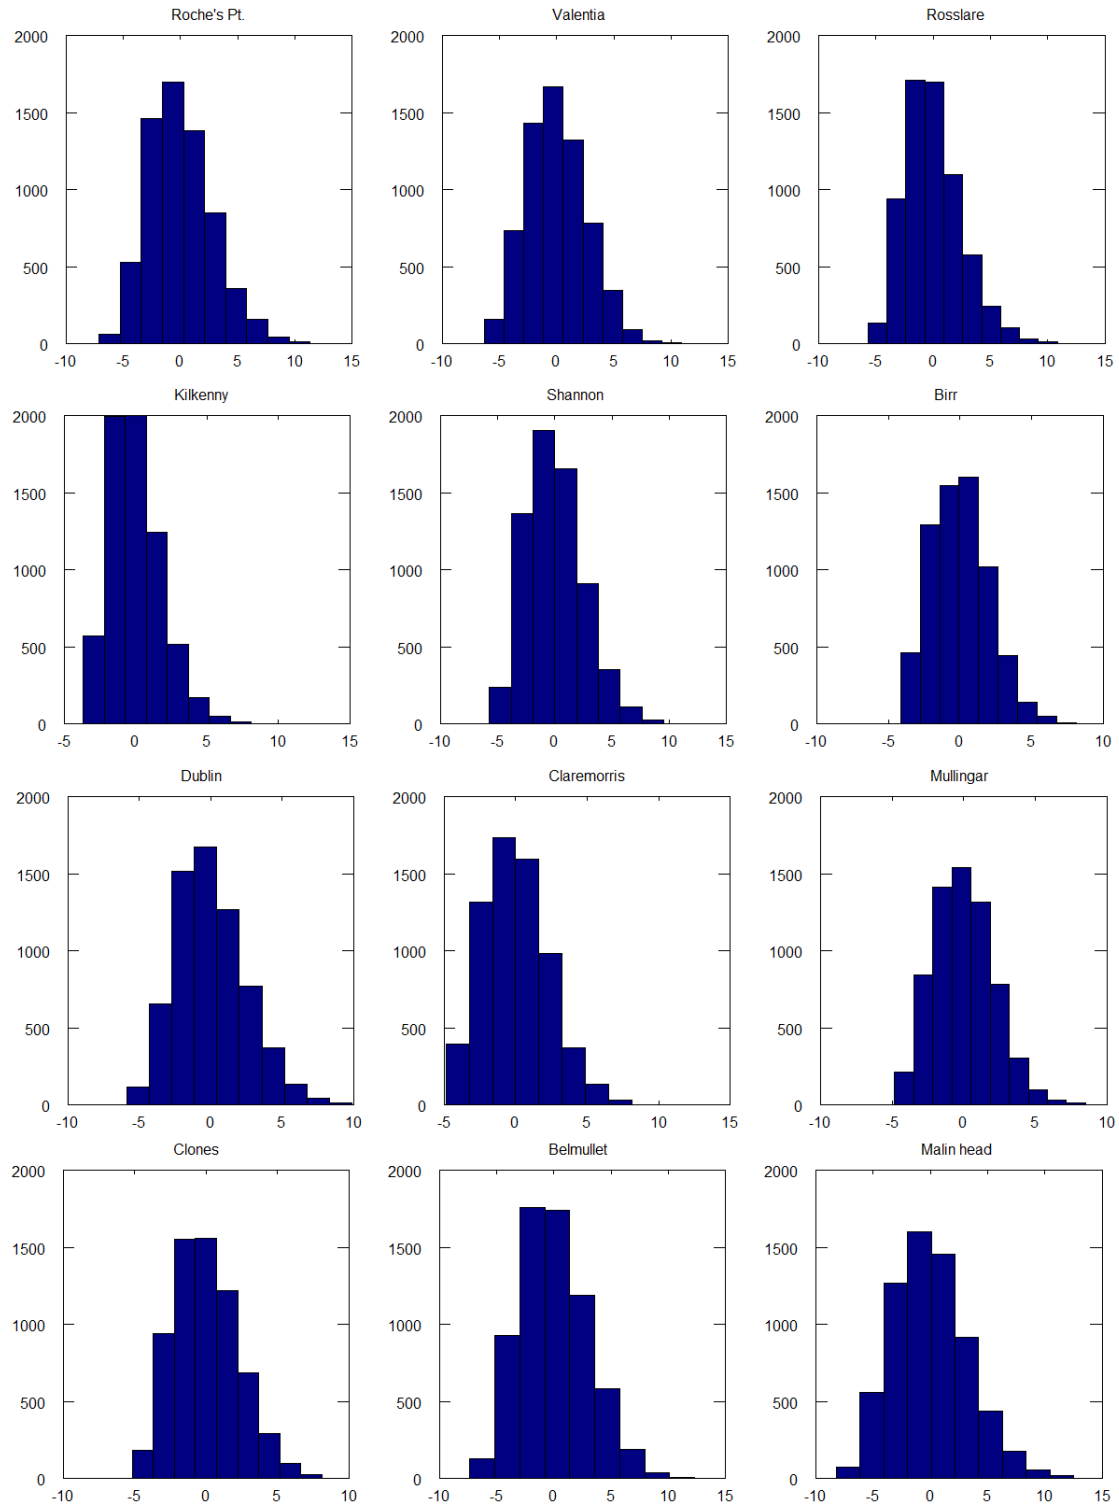 Roche's Pt. Valentia Rosslare
2000 2000 2000
1500 1500 1500
1000 1000 1000
500 500 500
0 0 0
-10 -5 0 5 10 15 -10 -5 0 5 10 15 -10 -5 0 5 10 15
Kilkenny Shannon Birr
2000 2000 2000
1500 1500 1500
1000 1000 1000
500 500 500
0 0 0
-5 0 5 10 15 -10 -5 0 5 10 15 -10 -5 0 5 10
Dublin Claremorris Mullingar
2000 2000 2000
1500 1500 1500
1000 1000 1000
500 500 500
0 0 0
-10 -5 0 5 10 -5 0 5 10 15 -10 -5 0 5 10
Clones Belmullet Malin head
2000 2000 2000
1500 1500 1500
1000 1000 1000
500 500 500
0 0 0
-10 -5 0 5 10 -10 -5 0 5 10 15 -10 -5 0 5 10 15